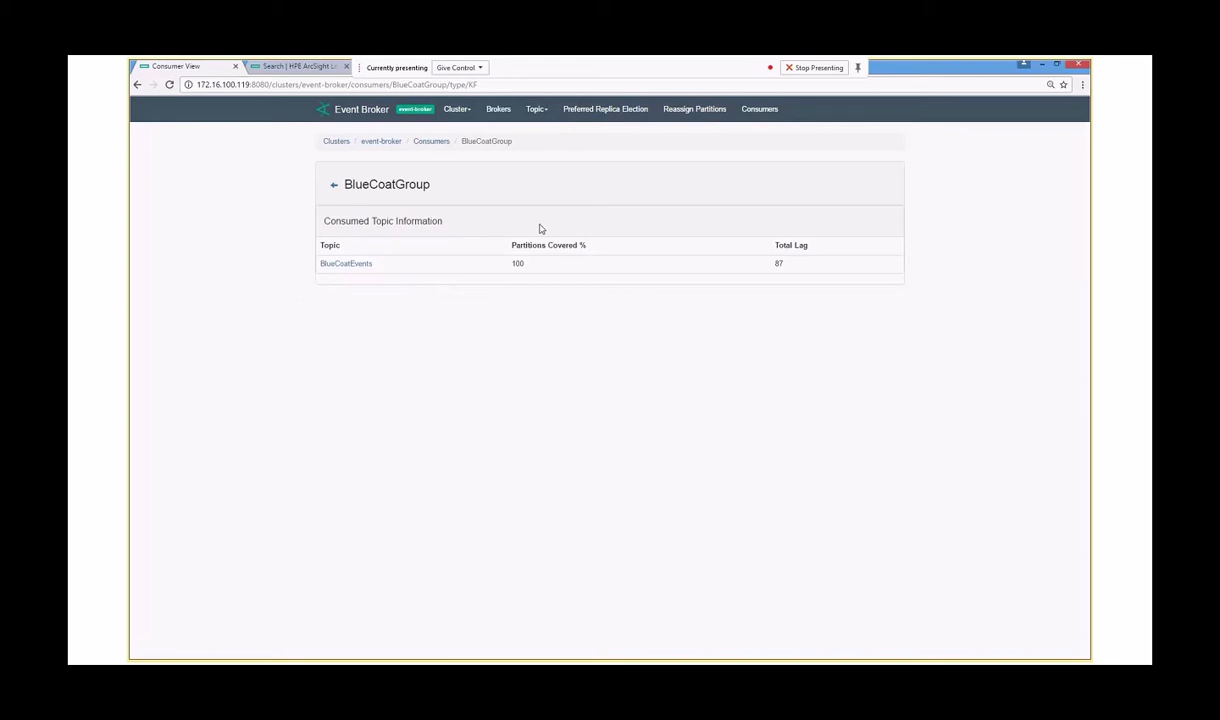 Consumer View
Search | HPE ArcSight Lo
Currently presenting
Give Control
Stop Presenting
172.16.100.119:8080/clusters/event-broker/consumers/BlueCoatGroup/type/KF
Event Broker event-broker Cluster Brokers Topic Preferred Replica Election Reassign Partitions Consumers
Clusters / event-broker / Consumers / BlueCoatGroup
BlueCoatGroup
Consumed Topic Information
Topic Partitions Covered % Total Lag
BlueCoatEvents 100 87